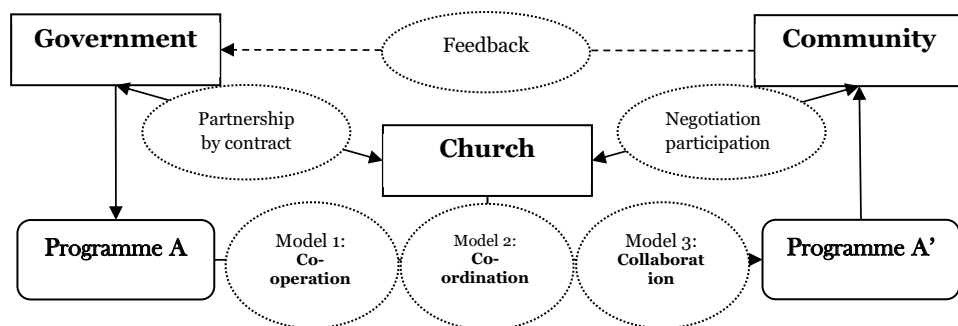 Government
Feedback
Community
Partnership
by contract
Church
Negotiation
participation
Programme A
Model 1:
Co-
operation
Model 2:
Co-
ordination
Model 3:
Collaborat
ion
Programme A’